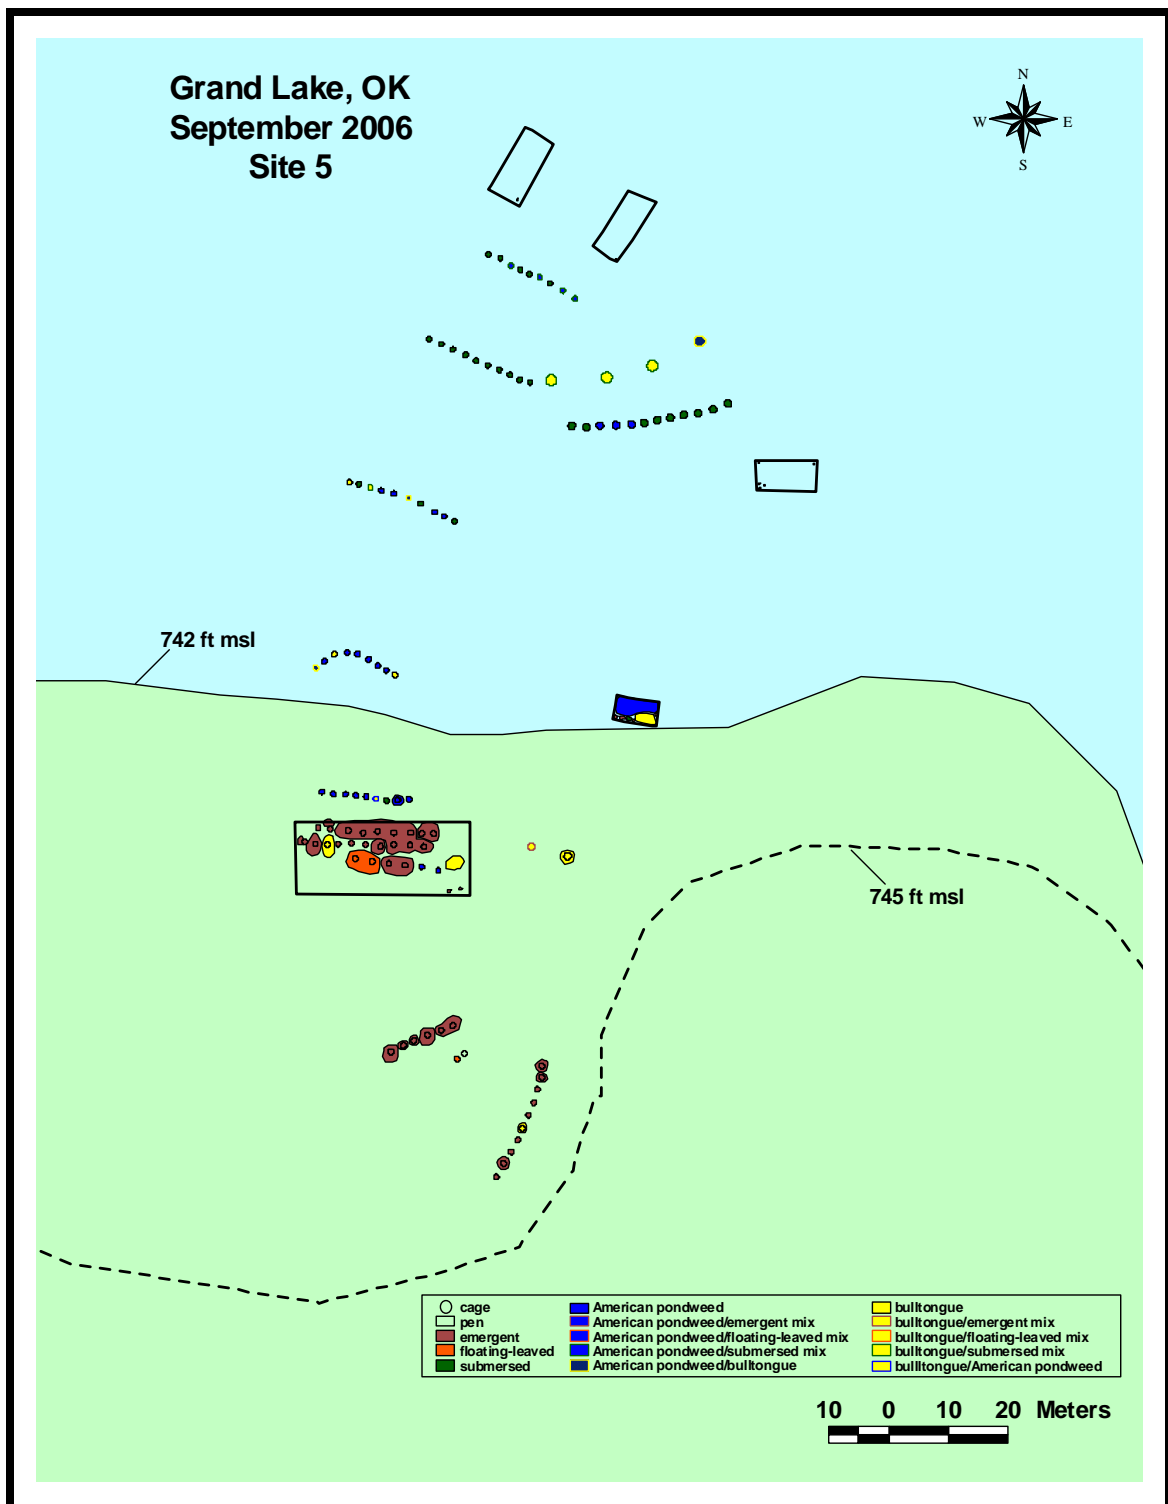 Grand Lake, OK
September 2006
Site 5
N
W E
S
742 ft msl
745 ft msl
cage
pen
emergent
floating-leaved
submersed
American pondweed
American pondweed/emergent mix
American pondweed/floating-leaved mix
American pondweed/submersed mix
American pondweed/bulltongue
bulltongue
bulltongue/emergent mix
bulltongue/floating-leaved mix
bulltongue/submersed mix
bullltongue/American pondweed
10 0 10 20 Meters